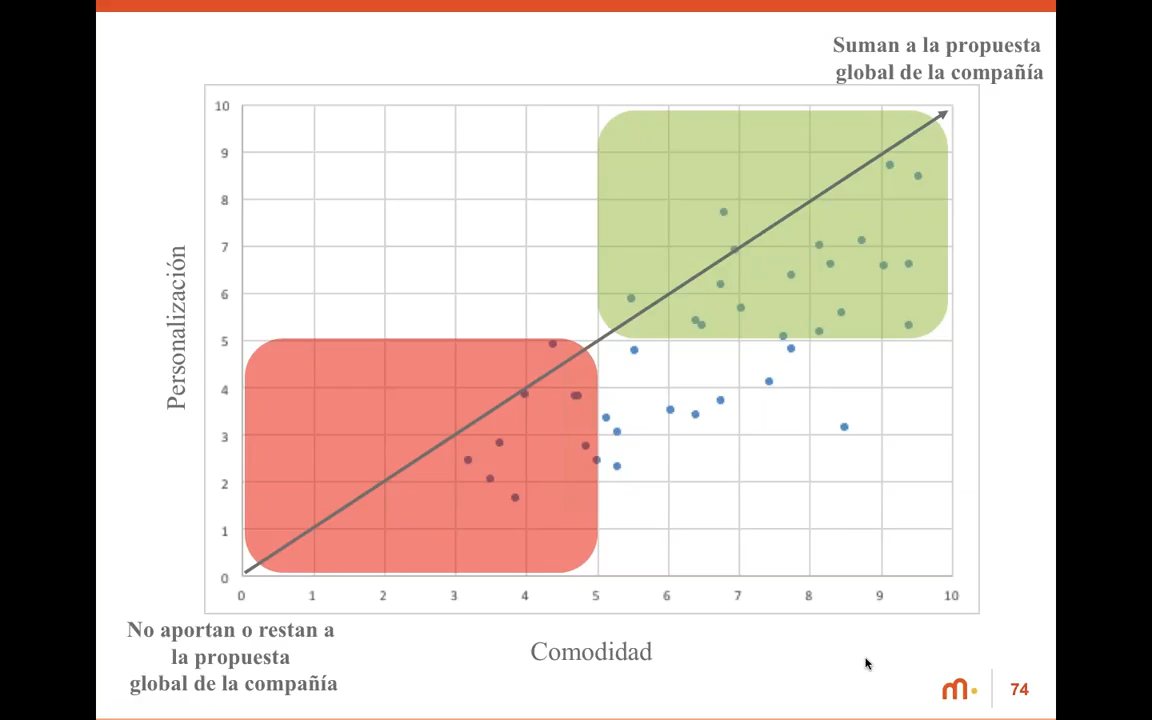 Suman a la propuesta
global de la compañía
10
9
8
7
6
5
4
3
2
1
0
Personalización
0 1 2 3 4 5 6 7 8 9 10
No aportan o restan a
la propuesta
global de la compañía
Comodidad
m.
74